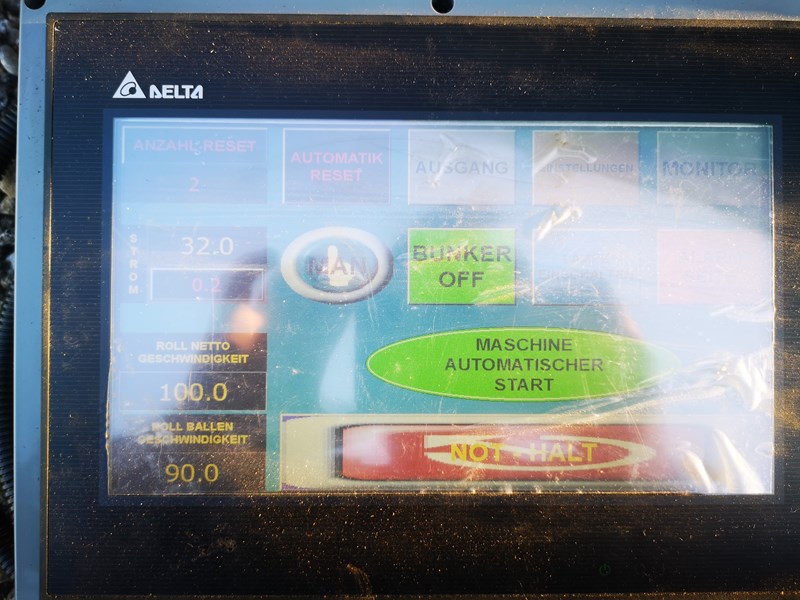 DELTA
ANZAHL RESET
2
AUTOMATIK
RESET
AUSGANG
EINSTELLUNGEN
MONITOR
STROM
32.0
0.2
MAN
BUNKER
OFF
ROLL NETTO
GESCHWINDIGKEIT
100.0
MASCHINE
AUTOMATISCHER
START
ROLL BALLEN
GESCHWINDIGKEIT
90.0
NOT - HALT